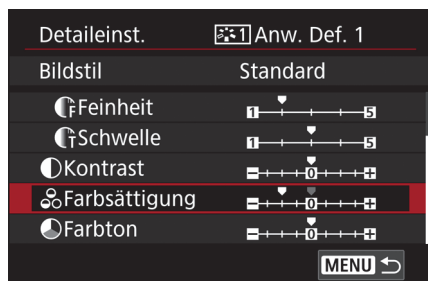 Detaileinst. 1 Anw. Def. 1
Bildstil Standard
F Feinheit 1 5
T Schwelle 1 5
Kontrast 0
Farbsättigung 0
Farbton 0
MENU